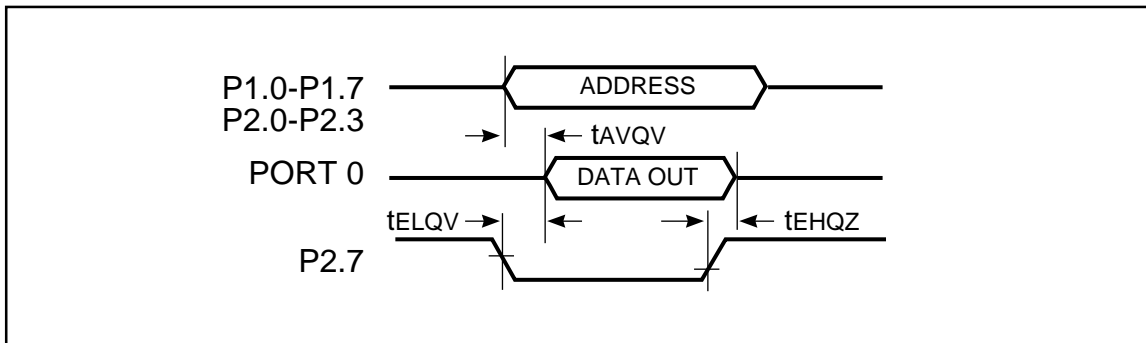 P1.0-P1.7
ADDRESS
P2.0-P2.3
tAVQV
PORT 0
DATA OUT
tELQV
tEHQZ
P2.7